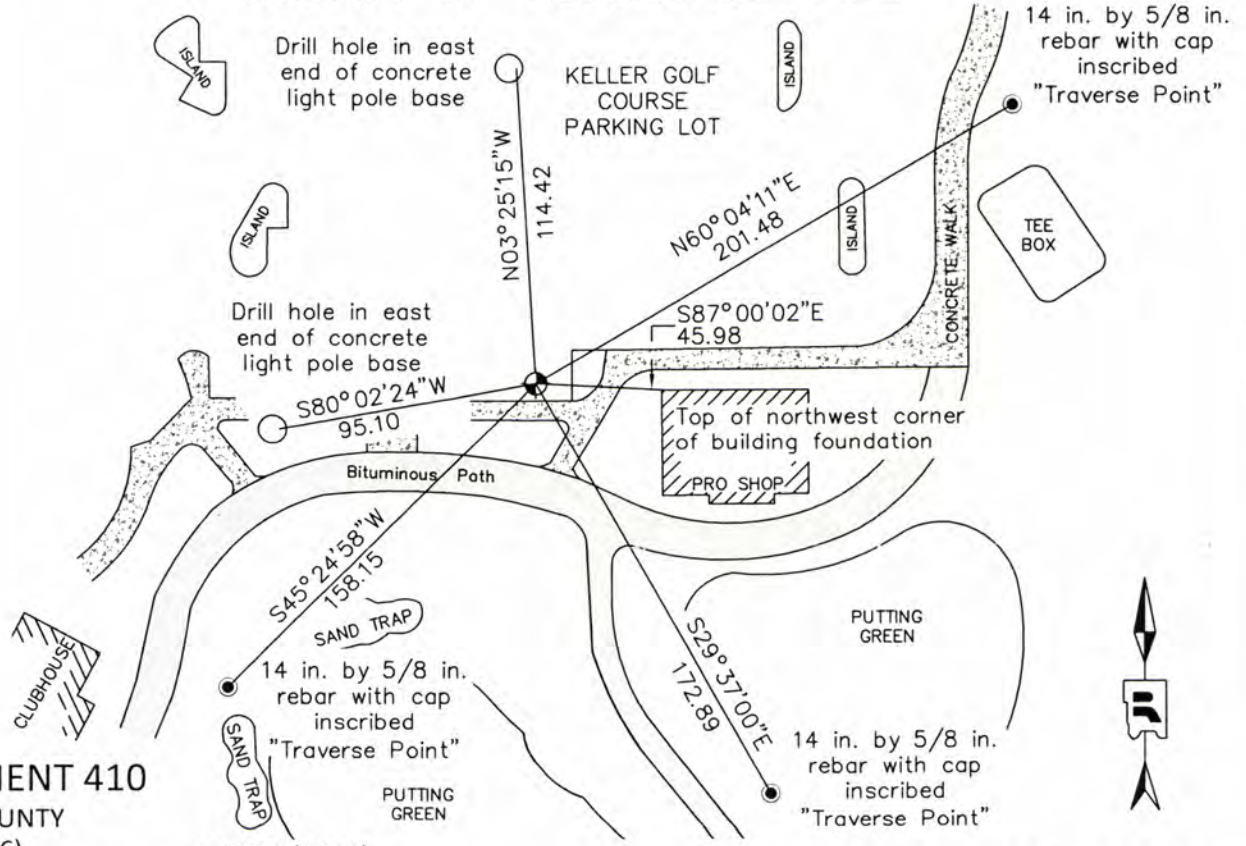 14 in. by 5/8 in.
rebar with cap
inscribed
"Traverse Point"
ISLAND
Drill hole in east
end of concrete
light pole base
KELLER GOLF
COURSE
PARKING LOT
ISLAND
N03°25'15"W
114.42
N60°04'11"E
201.48
ISLAND
ISLAND
TEE
BOX
CONCRETE WALK
Drill hole in east
end of concrete
light pole base
S87°00'02"E
45.98
S80°02'24"W
95.10
Top of northwest corner
of building foundation
PRO SHOP
Bituminous Path
S45°24'58"W
158.15
SAND TRAP
S29°37'00"E
172.89
PUTTING
GREEN
CLUBHOUSE
14 in. by 5/8 in.
rebar with cap
inscribed
"Traverse Point"
SAND TRAP
PUTTING
GREEN
14 in. by 5/8 in.
rebar with cap
inscribed
"Traverse Point"
R
MENT 410
UNTY